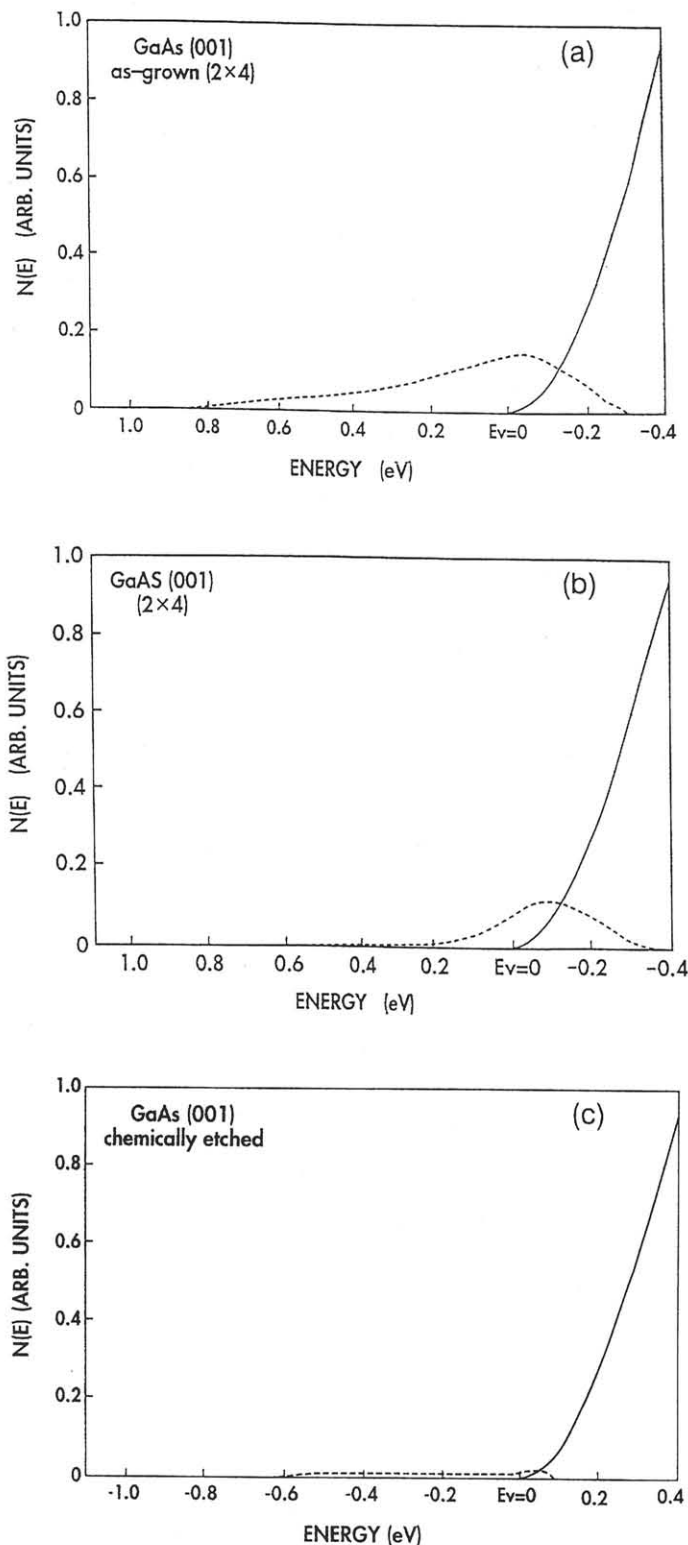 1.0
GaAs (001)
as-grown (2×4)
(a)
0.8
0.6
0.4
0.2
0
N(E) (ARB. UNITS)
1.0 0.8 0.6 0.4 0.2 Ev=0 -0.2 -0.4
ENERGY (eV)
1.0
GaAS (001)
(2×4)
(b)
0.8
0.6
0.4
0.2
0
N(E) (ARB. UNITS)
1.0 0.8 0.6 0.4 0.2 Ev=0 -0.2 -0.4
ENERGY (eV)
1.0
GaAs (001)
chemically etched
(c)
0.8
0.6
0.4
0.2
0
N(E) (ARB. UNITS)
-1.0 -0.8 -0.6 -0.4 -0.2 Ev=0 0.2 0.4
ENERGY (eV)